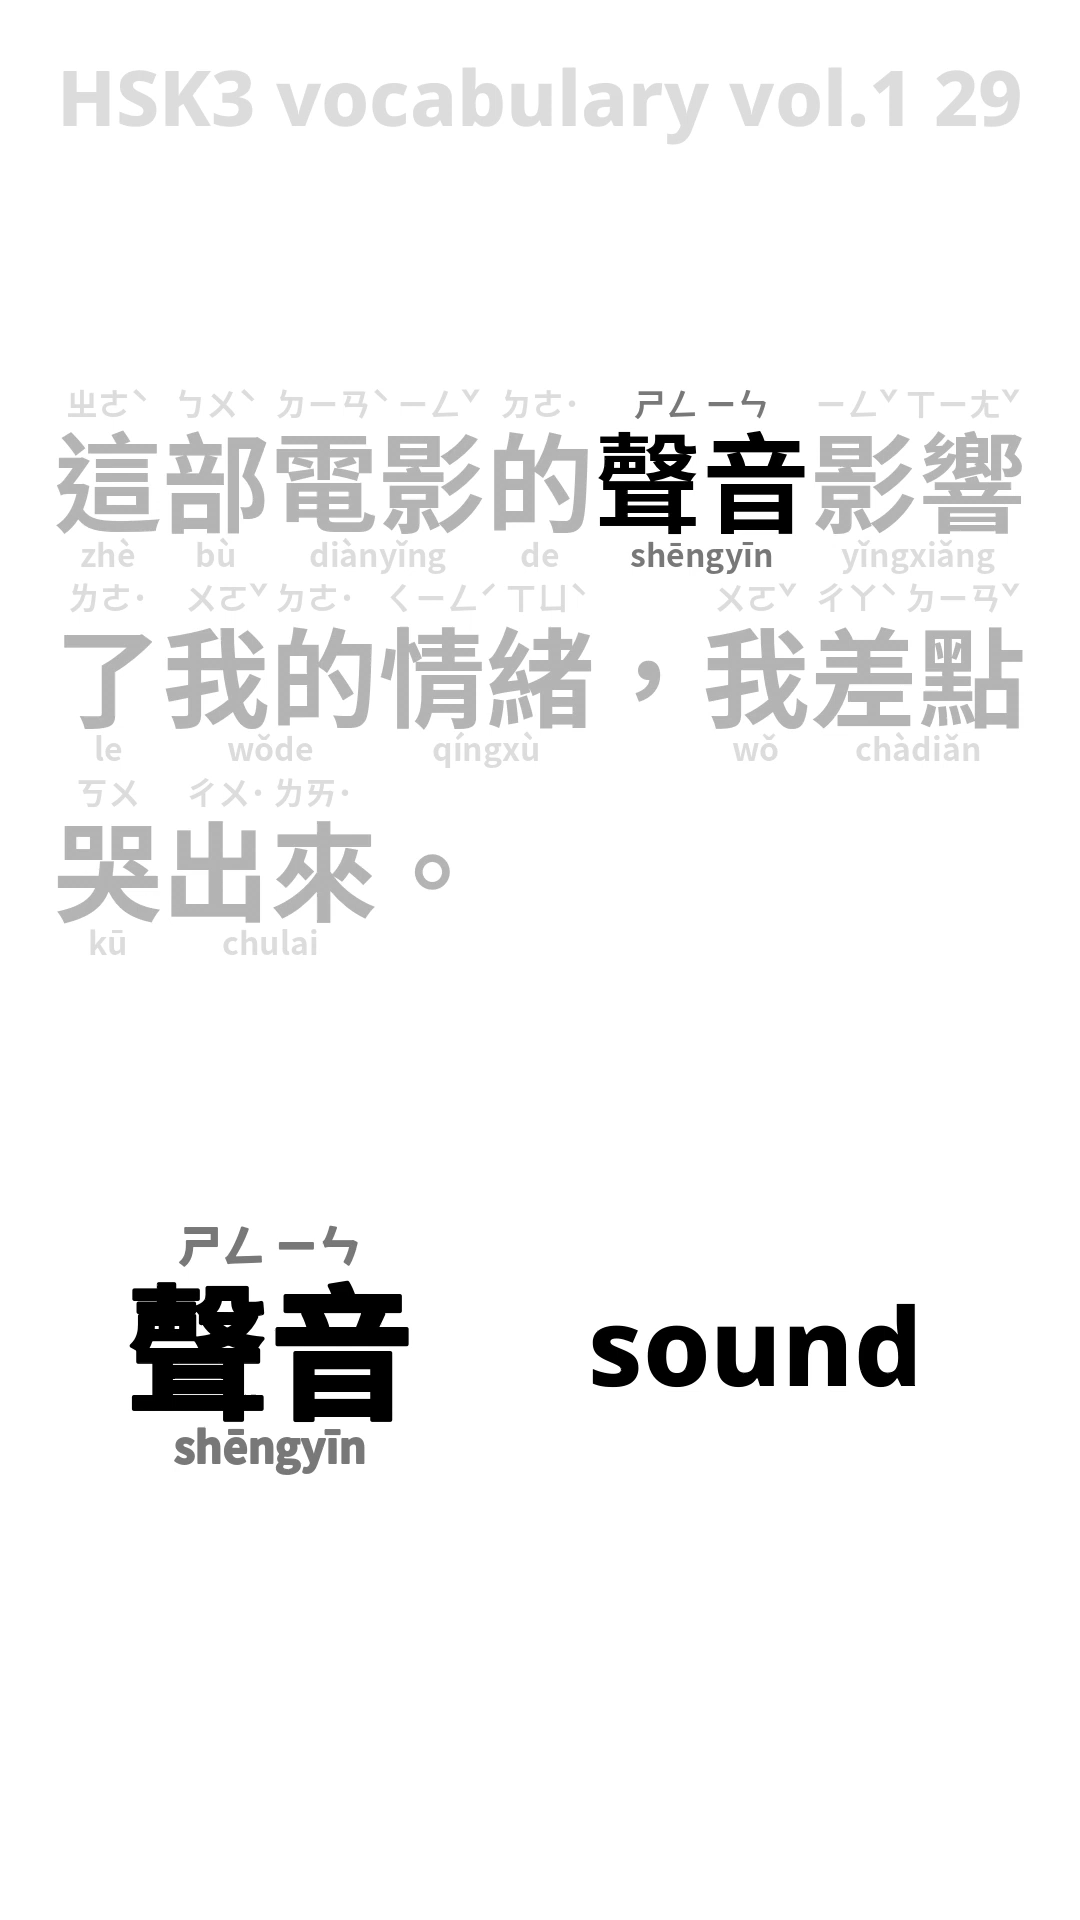 HSK3 vocabulary vol.1 29
ㄓㄜˋ ㄅㄨˋ ㄉㄧㄢˋ ㄧㄥˇ ㄉㄜ˙ ㄕㄥ ㄧㄣ ㄧㄥˇ ㄒㄧㄤˇ
這部電影的聲音影響
zhè bù diànyǐng de shēngyīn yǐngxiǎng
ㄌㄜ˙ ㄨㄛˇ ㄉㄜ˙ ㄑㄧㄥˊ ㄒㄩˋ ㄨㄛˇ ㄔㄚˋ ㄉㄧㄢˇ
了我的情緒，我差點
le wǒde qíngxù wǒ chàdiǎn
ㄎㄨ ㄔㄨ˙ ㄌㄞ˙
哭出來。
kū chulai
ㄕㄥ ㄧㄣ
聲音 sound
shēngyīn